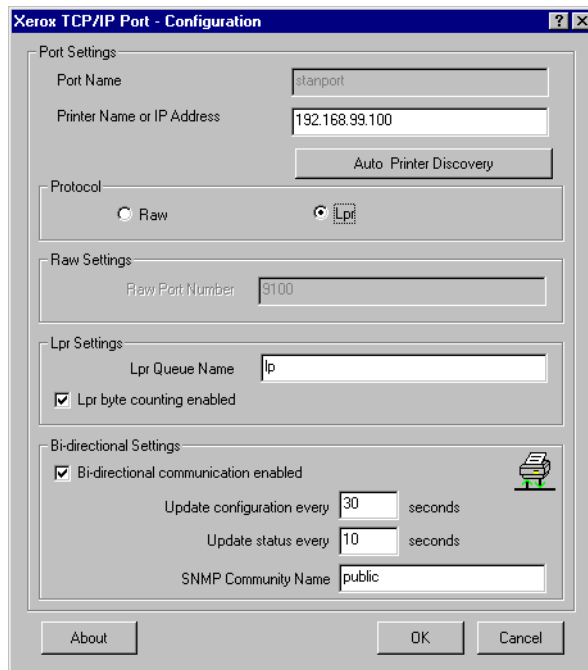 Xerox TCP/IP Port - Configuration
Port Settings
Port Name
stanport
Printer Name or IP Address
192.168.99.100
Auto Printer Discovery
Protocol
Raw
Lpr
Raw Settings
Raw Port Number
9100
Lpr Settings
Lpr Queue Name
lp
Lpr byte counting enabled
Bi-directional Settings
Bi-directional communication enabled
Update configuration every 30 seconds
Update status every 10 seconds
SNMP Community Name public
About
OK
Cancel